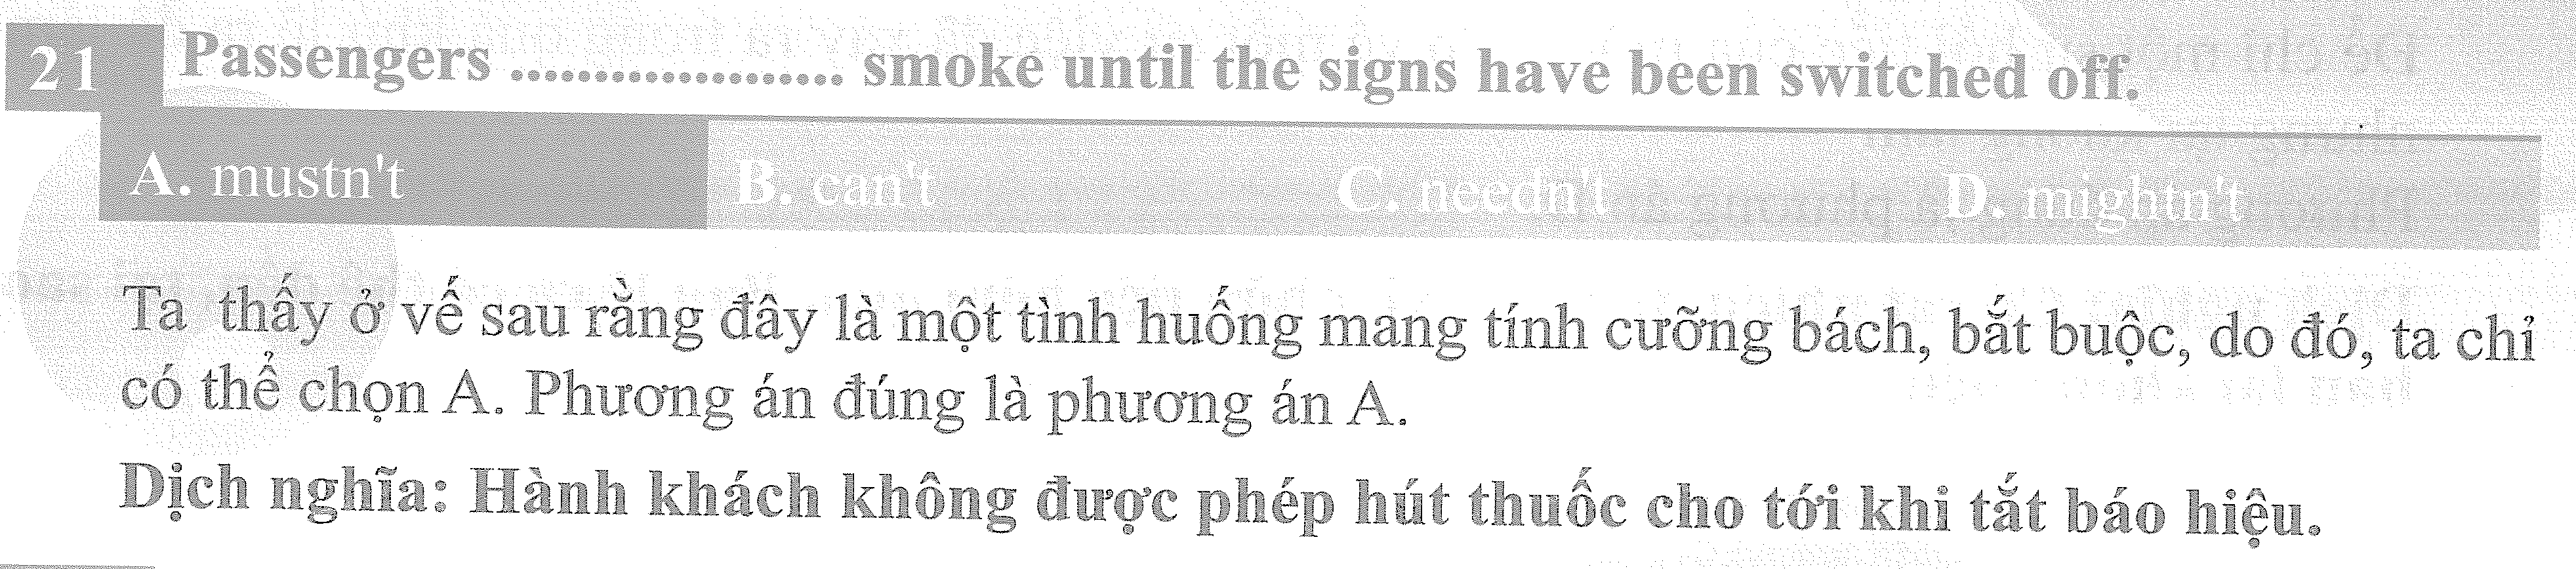 21 Passengers .................... smoke until the signs have been switched off.
A. mustn't B. can't C. needn't D. mightn't
Ta thấy ở vế sau rằng đây là một tình huống mang tính cưỡng bách, bắt buộc, do đó, ta chỉ
có thể chọn A. Phương án đúng là phương án A.
Dịch nghĩa: Hành khách không được phép hút thuốc cho tới khi tắt báo hiệu.